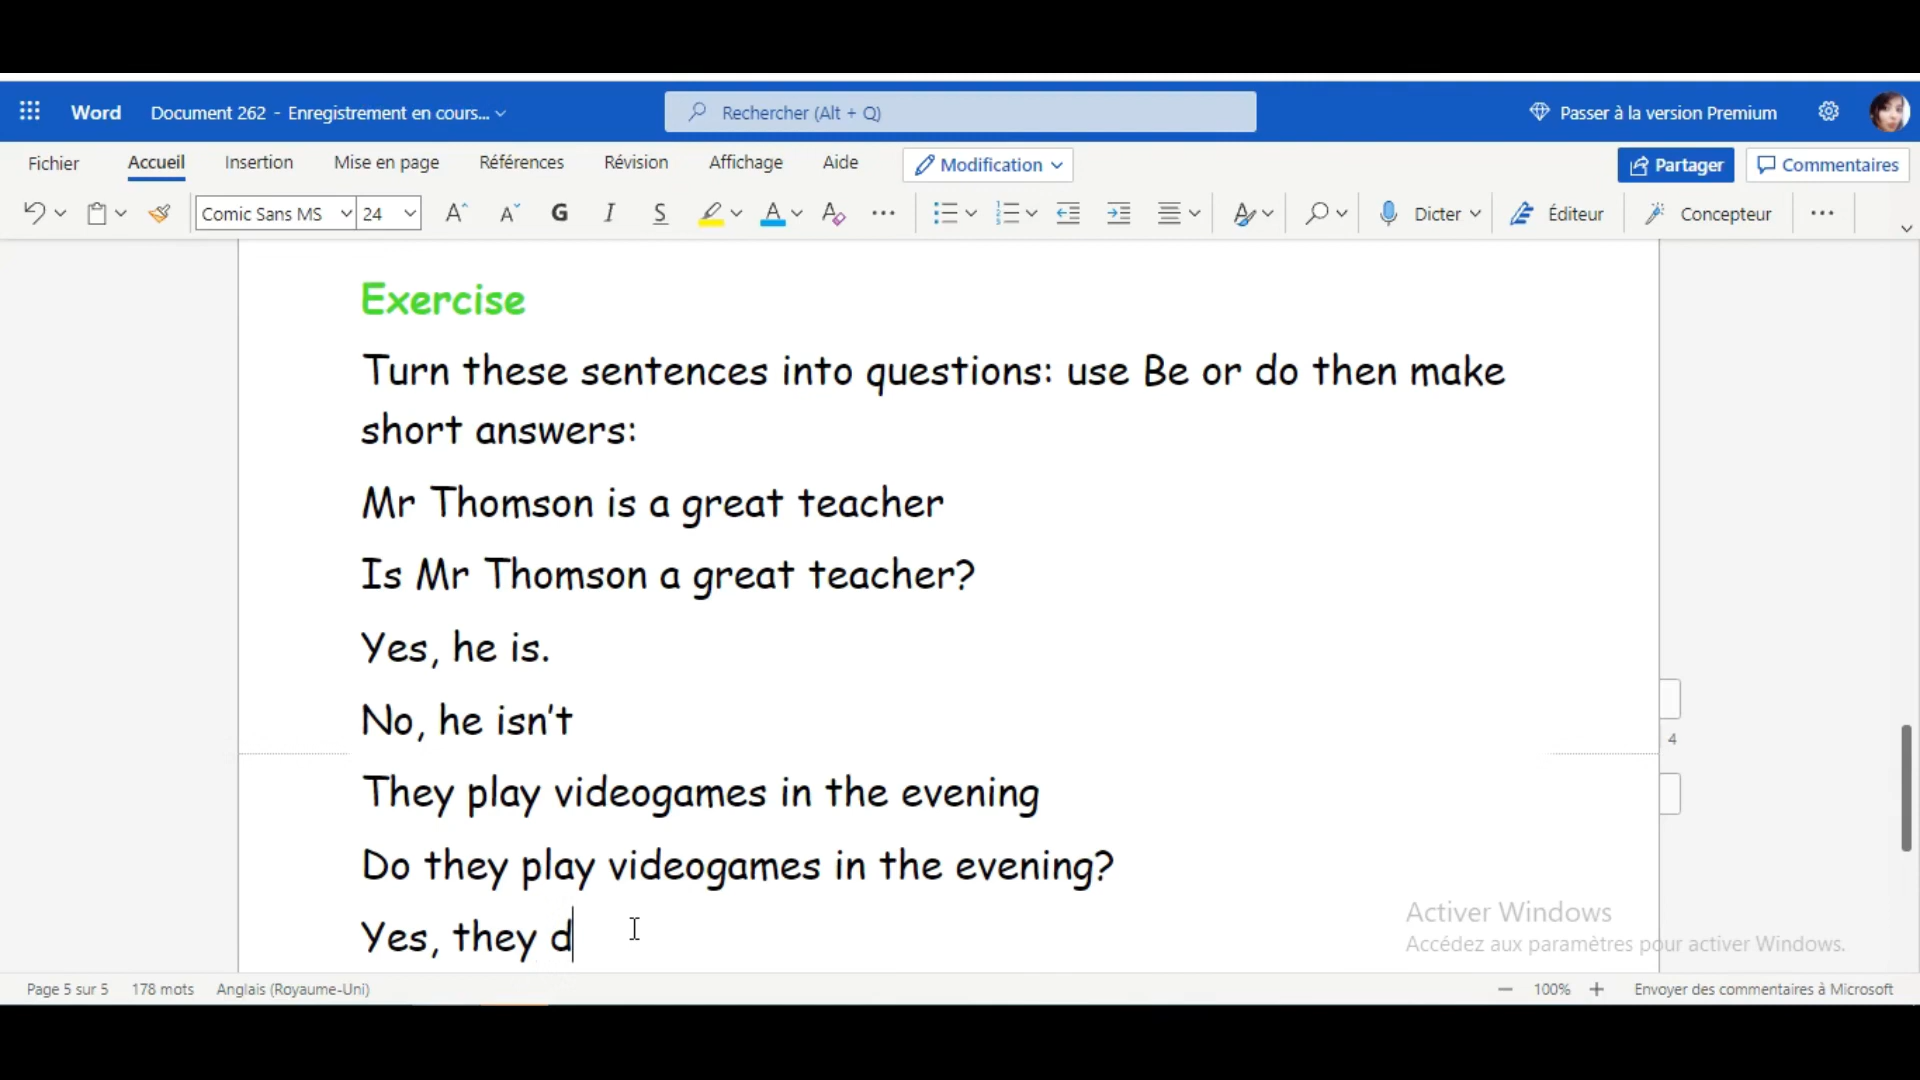 Word Document 262 - Enregistrement en cours... Rechercher (Alt + Q) Passer à la version Premium
Fichier Accueil Insertion Mise en page Références Révision Affichage Aide Modification Partager Commentaires
Comic Sans MS 24 A A G I S A A Dicter Éditeur Concepteur
Exercise
Turn these sentences into questions: use Be or do then make
short answers:
Mr Thomson is a great teacher
Is Mr Thomson a great teacher?
Yes, he is.
No, he isn't
4
They play videogames in the evening
Do they play videogames in the evening?
Yes, they d
Activer Windows
Accédez aux paramètres pour activer Windows.
Page 5 sur 5 178 mots Anglais (Royaume-Uni) 100% Envoyer des commentaires à Microsoft